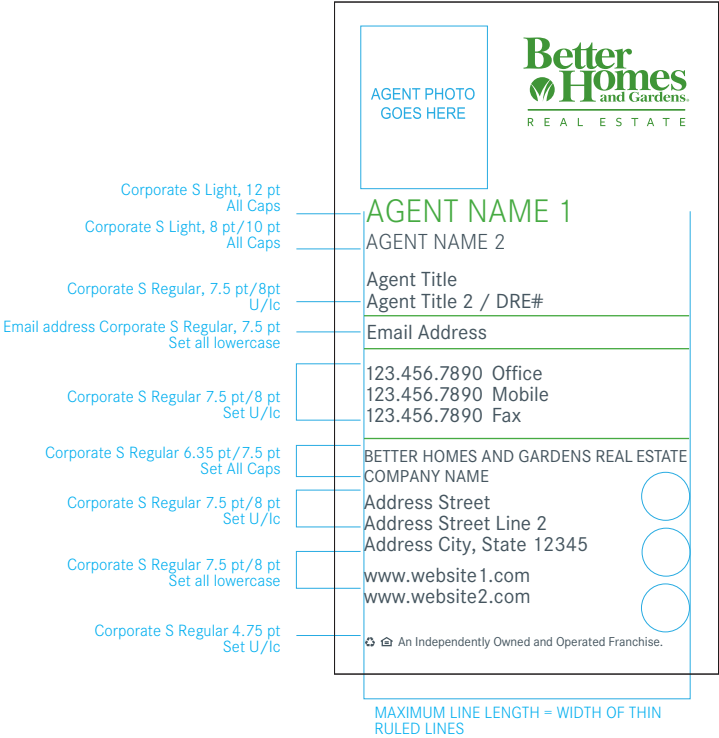 AGENT PHOTO
GOES HERE
Better
Homes
and Gardens®
REAL ESTATE
Corporate S Light, 12 pt
All Caps
AGENT NAME 1
Corporate S Light, 8 pt/10 pt
All Caps
AGENT NAME 2
Corporate S Regular, 7.5 pt/8pt
U/lc
Agent Title
Agent Title 2 / DRE#
Email address Corporate S Regular, 7.5 pt
Set all lowercase
Email Address
Corporate S Regular 7.5 pt/8 pt
Set U/lc
123.456.7890 Office
123.456.7890 Mobile
123.456.7890 Fax
Corporate S Regular 6.35 pt/7.5 pt
Set All Caps
BETTER HOMES AND GARDENS REAL ESTATE
COMPANY NAME
Corporate S Regular 7.5 pt/8 pt
Set U/lc
Address Street
Address Street Line 2
Address City, State 12345
Corporate S Regular 7.5 pt/8 pt
Set all lowercase
www.website1.com
www.website2.com
Corporate S Regular 4.75 pt
Set U/lc
An Independently Owned and Operated Franchise.
MAXIMUM LINE LENGTH = WIDTH OF THIN
RULED LINES